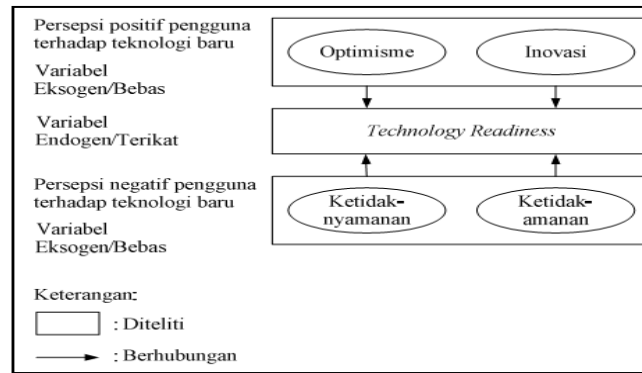 Persepsi positif pengguna
terhadap teknologi baru
Variabel
Eksogen/Bebas
Optimisme
Inovasi
Variabel
Endogen/Terikat
Technology Readiness
Persepsi negatif pengguna
terhadap teknologi baru
Variabel
Eksogen/Bebas
Ketidak-
nyamanan
Ketidak-
amanan
Keterangan:
: Diteliti
: Berhubungan